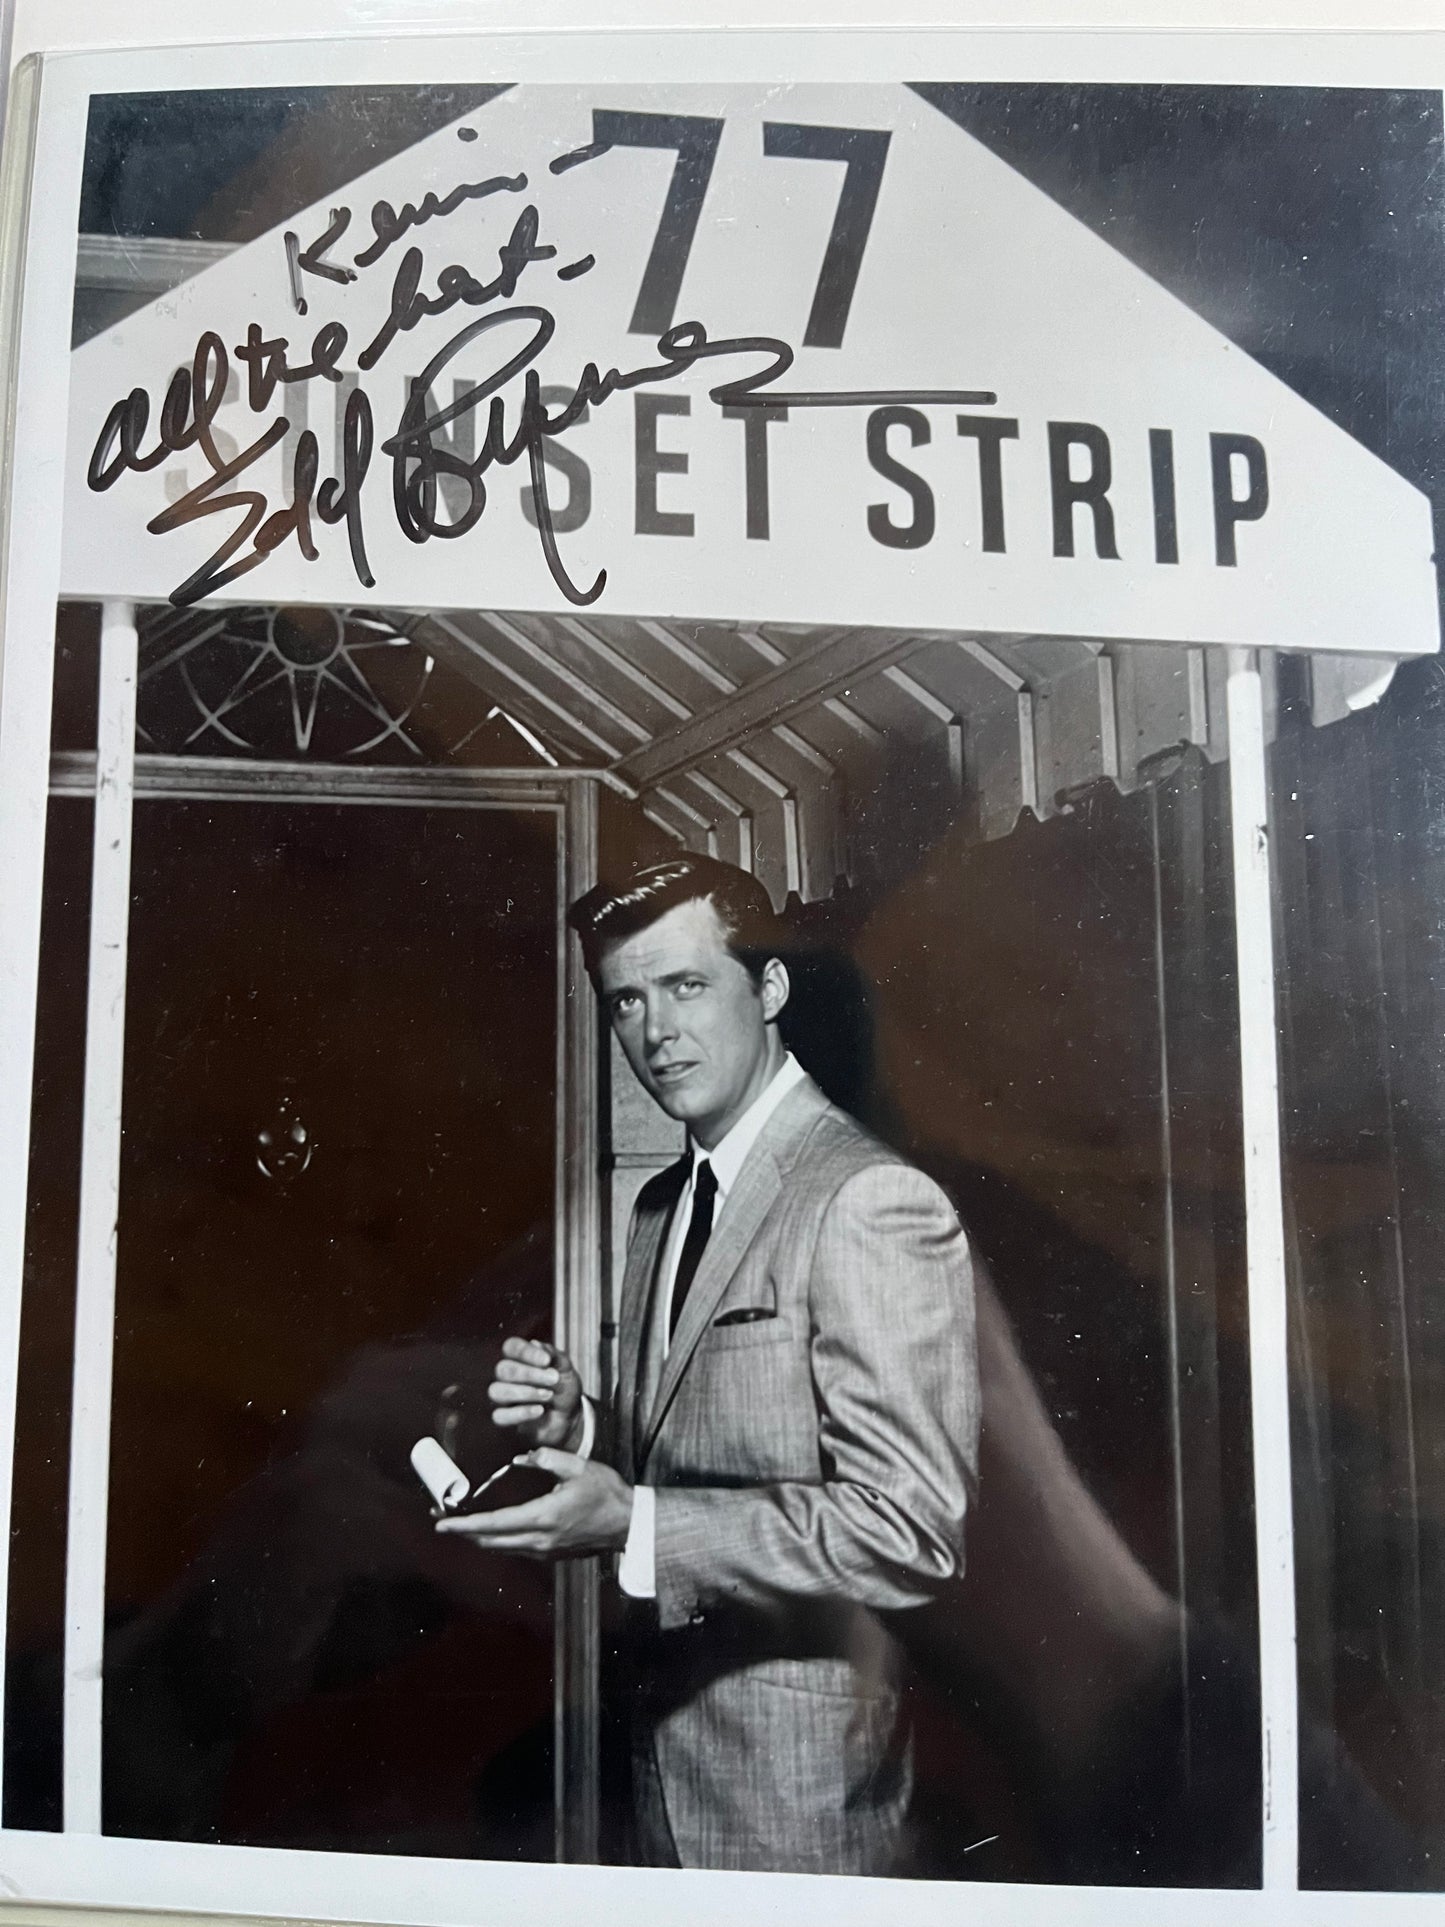 77
SUNSET STRIP
Kevin -
all the best -
Edd Byrnes